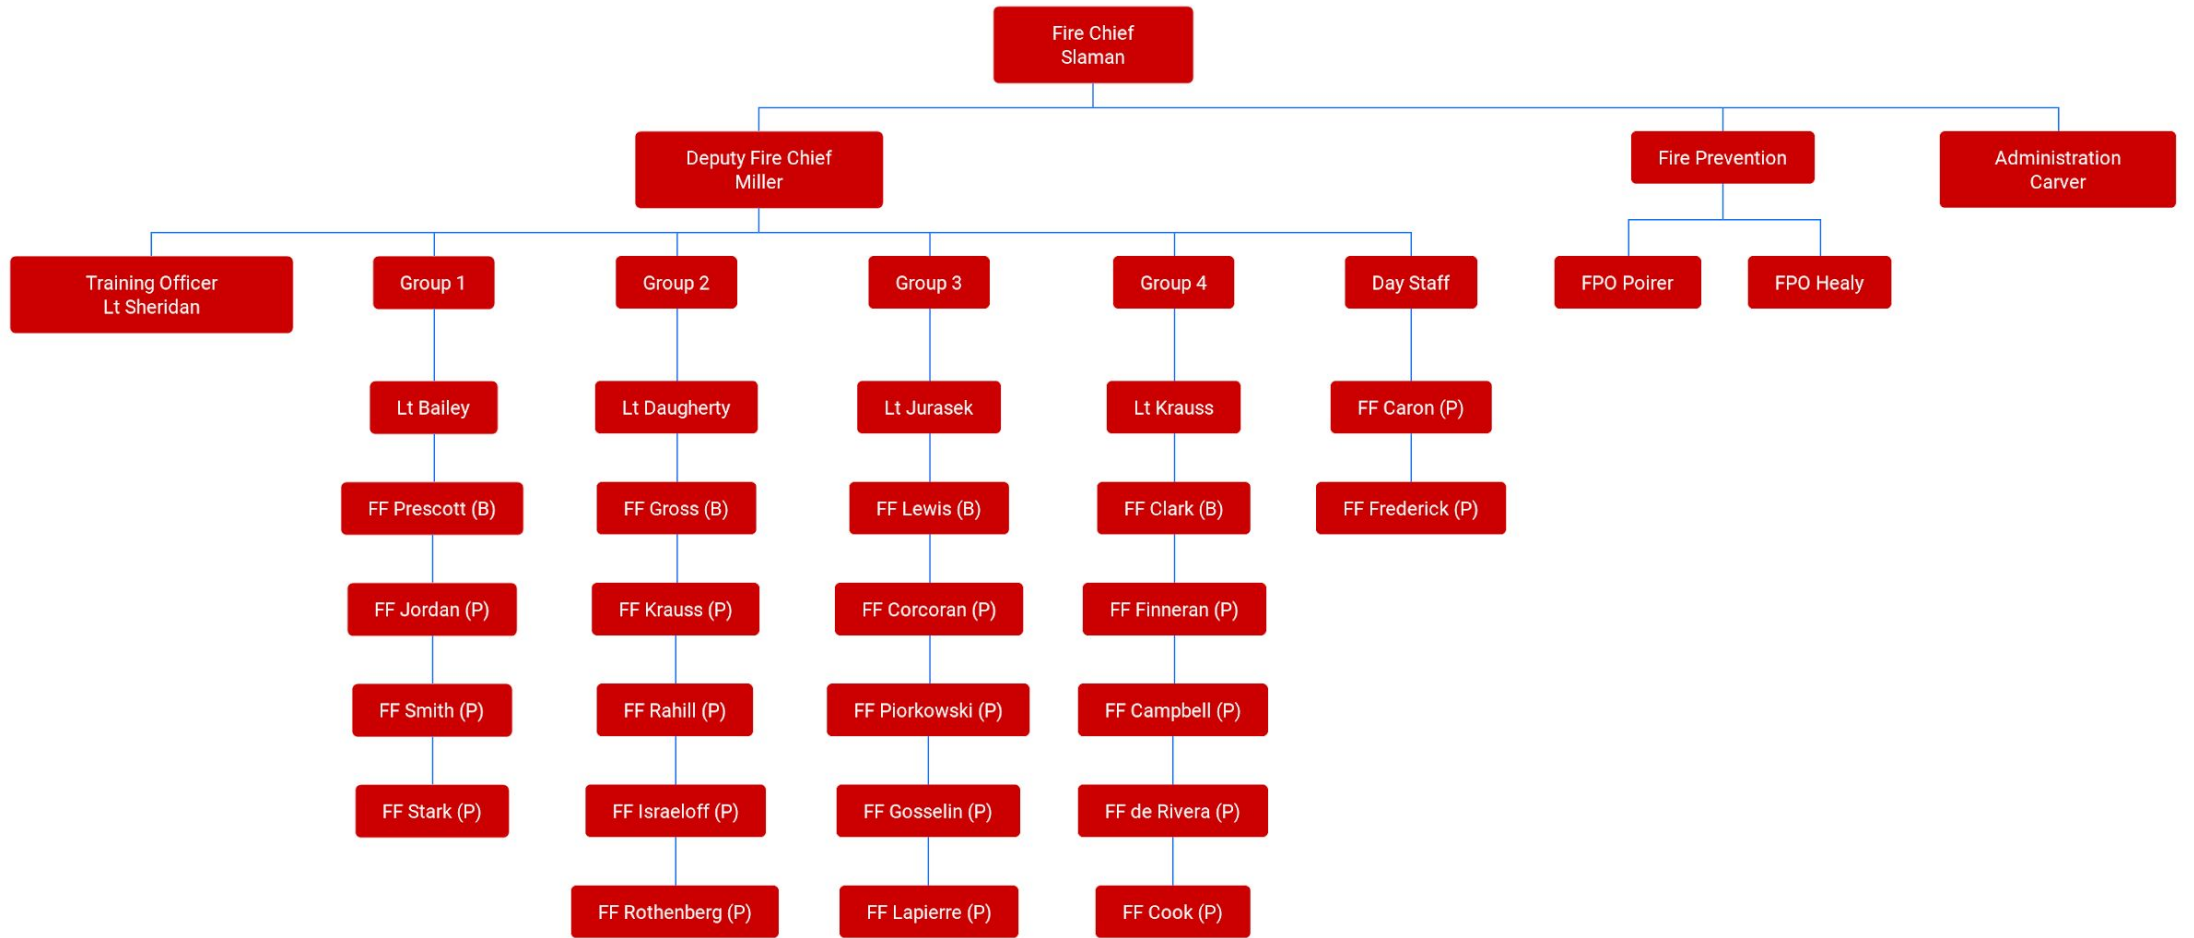 Fire Chief
Slaman
Deputy Fire Chief
Miller
Fire Prevention
Administration
Carver
Training Officer
Lt Sheridan
Group 1
Group 2
Group 3
Group 4
Day Staff
FPO Poirer
FPO Healy
Lt Bailey
Lt Daugherty
Lt Jurasek
Lt Krauss
FF Caron (P)
FF Prescott (B)
FF Gross (B)
FF Lewis (B)
FF Clark (B)
FF Frederick (P)
FF Jordan (P)
FF Krauss (P)
FF Corcoran (P)
FF Finneran (P)
FF Smith (P)
FF Rahill (P)
FF Piorkowski (P)
FF Campbell (P)
FF Stark (P)
FF Israeloff (P)
FF Gosselin (P)
FF de Rivera (P)
FF Rothenberg (P)
FF Lapierre (P)
FF Cook (P)